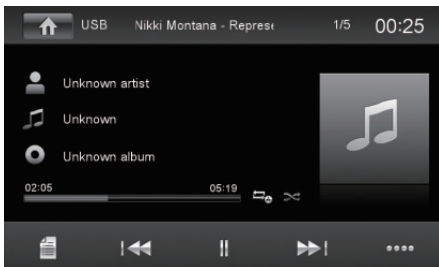 USB Nikki Montana - Represe 1/5 00:25
Unknown artist
Unknown
Unknown album
02:05 05:19